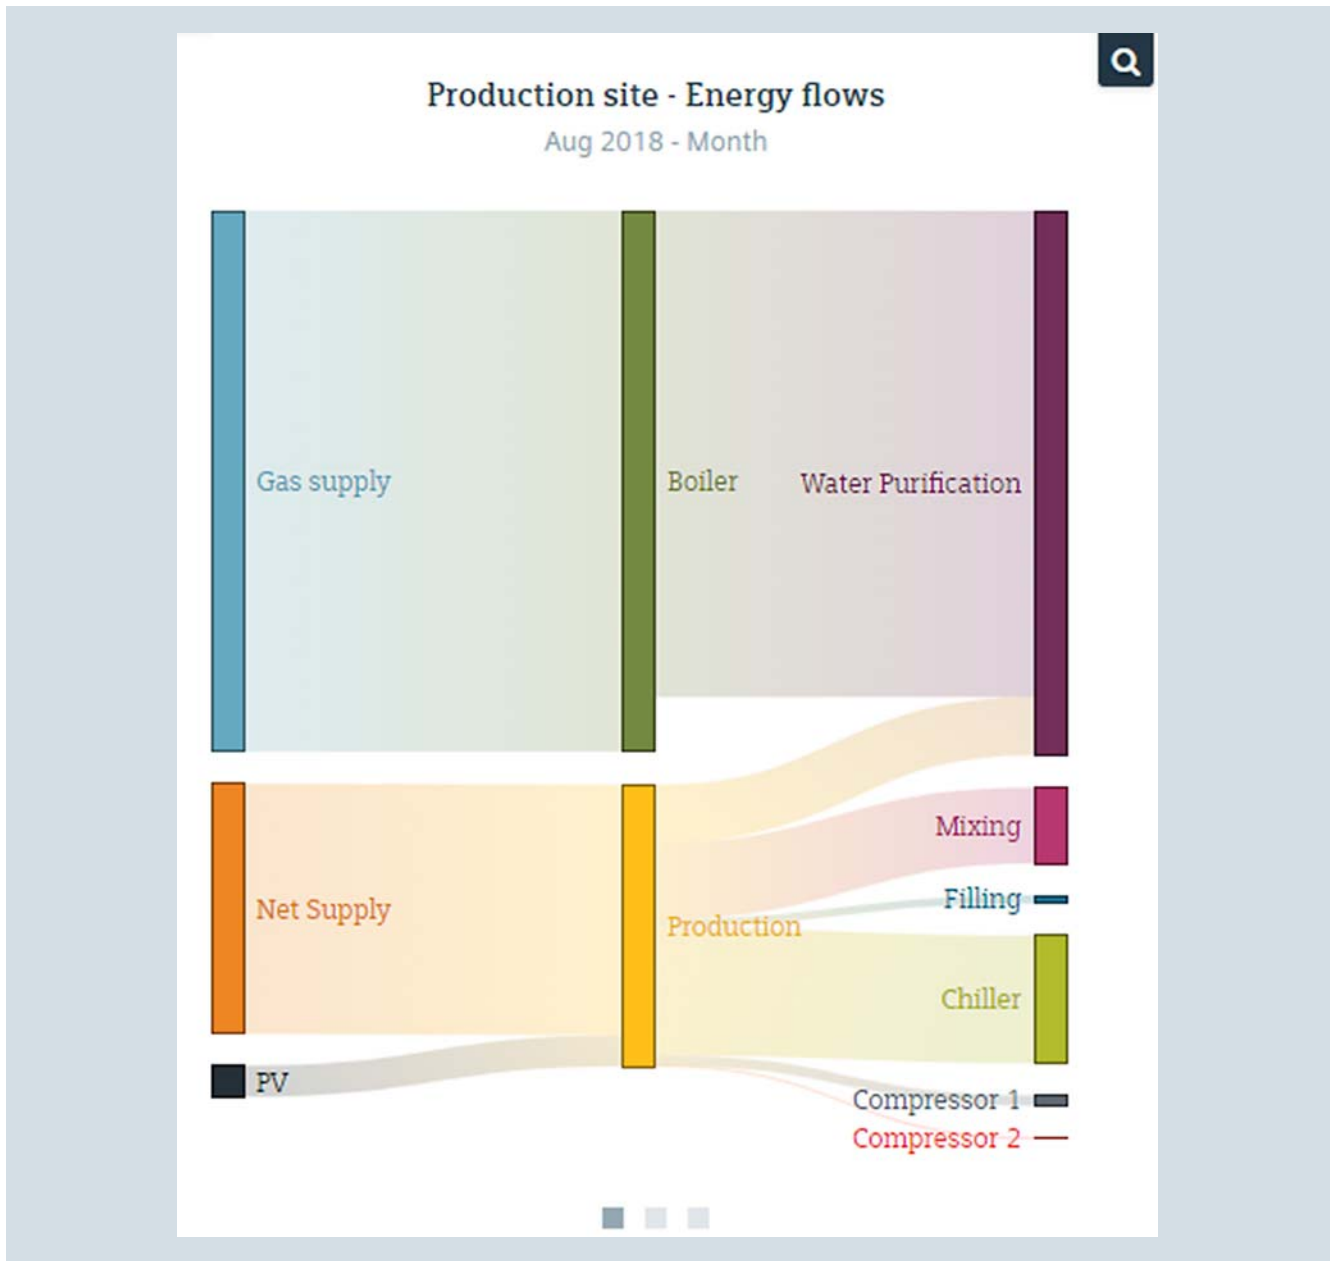 Production site - Energy flows
Aug 2018 - Month
Gas supply
Boiler
Water Purification
Mixing
Filling
Net Supply
Production
Chiller
PV
Compressor 1
Compressor 2